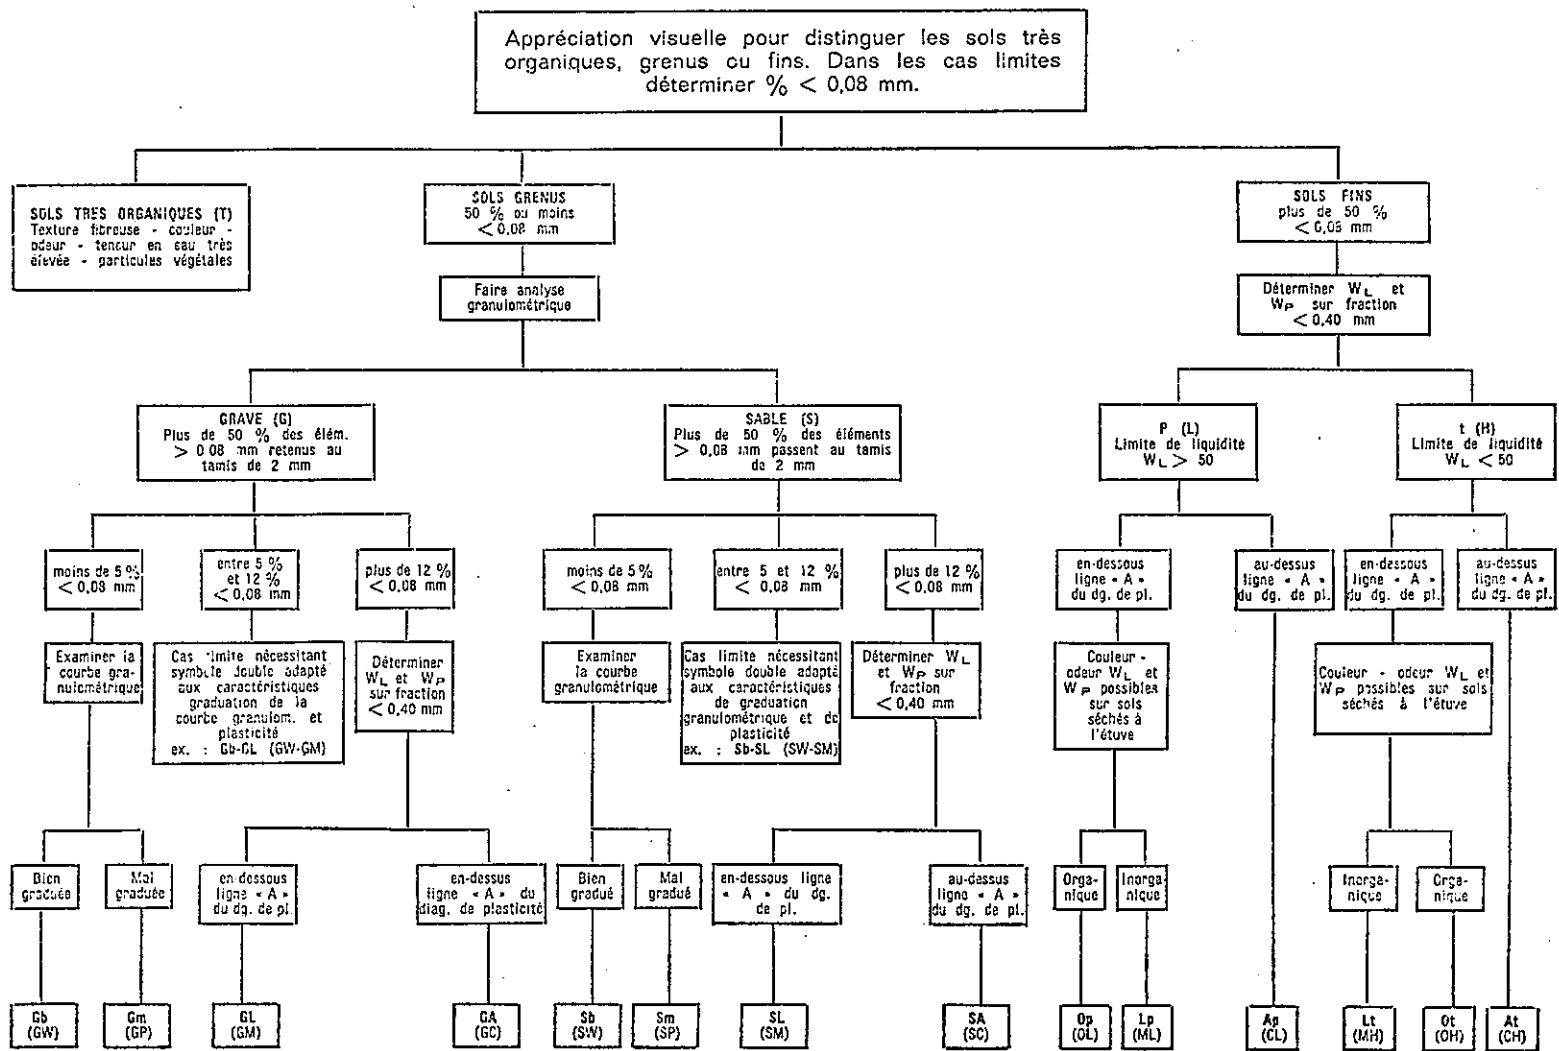 Appréciation visuelle pour distinguer les sols très
organiques, grenus ou fins. Dans les cas limites
déterminer % < 0,08 mm.
SOLS TRES ORGANIQUES (T)
Texture fibreuse - couleur -
odeur - teneur en eau très
élevée - particules végétales
SOLS GRENUS
50 % ou moins
< 0,08 mm
SOLS FINS
plus de 50 %
< 0,08 mm
Faire analyse
granulométrique
Déterminer WL et
WP sur fraction
< 0,40 mm
GRAVE (G)
Plus de 50 % des élém.
> 0 08 mm retenus au
tamis de 2 mm
SABLE (S)
Plus de 50 % des éléments
> 0,08 mm passent au tamis
de 2 mm
P (L)
Limite de liquidité
WL > 50
t (H)
Limite de liquidité
WL < 50
moins de 5 %
< 0,08 mm
entre 5 %
et 12 %
< 0,08 mm
plus de 12 %
< 0,08 mm
moins de 5 %
< 0,08 mm
entre 5 et 12 %
< 0,08 mm
plus de 12 %
< 0,08 mm
en-dessous
ligne « A »
du dg. de pl.
au-dessus
ligne « A »
du dg. de pl.
en-dessous
ligne « A »
du dg. de pl.
au-dessus
ligne « A »
du dg. de pl.
Examiner la
courbe gra-
nulométrique
Cas limite nécessitant
symbole double adapté
aux caractéristiques
graduation de la
courbe granulom. et
plasticité
ex. : Gb-GL (GW-GM)
Déterminer
WL et WP
sur fraction
< 0,40 mm
Examiner
la courbe
granulométrique
Cas limite nécessitant
symbole double adapté
aux caractéristiques
de graduation
granulométrique et de
plasticité
ex. : Sb-SL (SW-SM)
Déterminer WL
et WP sur
fraction
< 0,40 mm
Couleur -
odeur WL et
WP possibles
sur sols
séchés à
l'étuve
Couleur - odeur WL et
WP possibles sur sols
séchés à l'étuve
Bien
graduée
Mal
graduée
en-dessous
ligne « A »
du dg. de pl.
en-dessus
ligne « A » du
diag. de plasticité
Bien
gradué
Mal
gradué
en-dessous ligne
« A » du dg.
de pl.
au-dessus
ligne « A »
du dg. de pl.
Orga-
nique
Inorga-
nique
Inorga-
nique
Orga-
nique
Gb
(GW)
Gm
(GP)
GL
(GM)
GA
(GC)
Sb
(SW)
Sm
(SP)
SL
(SM)
SA
(SC)
Op
(OL)
Lp
(ML)
Ap
(CL)
Lt
(MH)
Ot
(OH)
At
(CH)